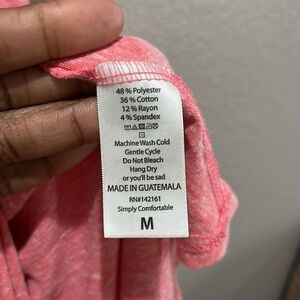 48% Polyester
36% Cotton
12% Rayon
4% Spandex
Machine Wash Cold
Gentle Cycle
Do Not Bleach
Hang Dry
or you'll be sad
MADE IN GUATEMALA
RN#142161
Simply Comfortable
M